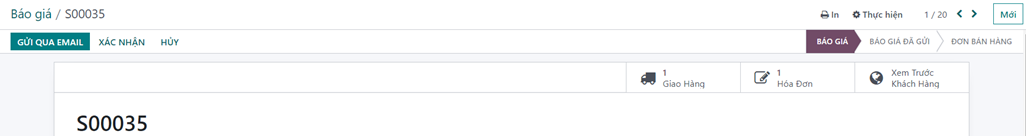 Báo giá / S00035
In Thực hiện 1 / 20 Mới
GỬI QUA EMAIL XÁC NHẬN HỦY
BÁO GIÁ BÁO GIÁ ĐÃ GỬI ĐƠN BÁN HÀNG
1
Giao Hàng
1
Hóa Đơn
Xem Trước
Khách Hàng
S00035